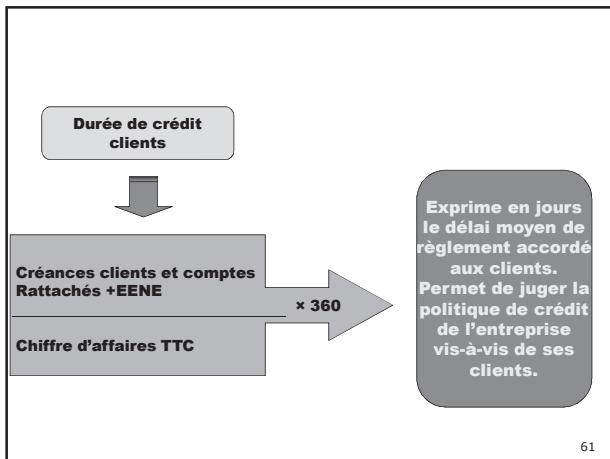 Durée de crédit
clients
Créances clients et comptes
Rattachés +EENE
× 360
Chiffre d'affaires TTC
Exprime en jours
le délai moyen de
règlement accordé
aux clients.
Permet de juger la
politique de crédit
de l'entreprise
vis-à-vis de ses
clients.
61